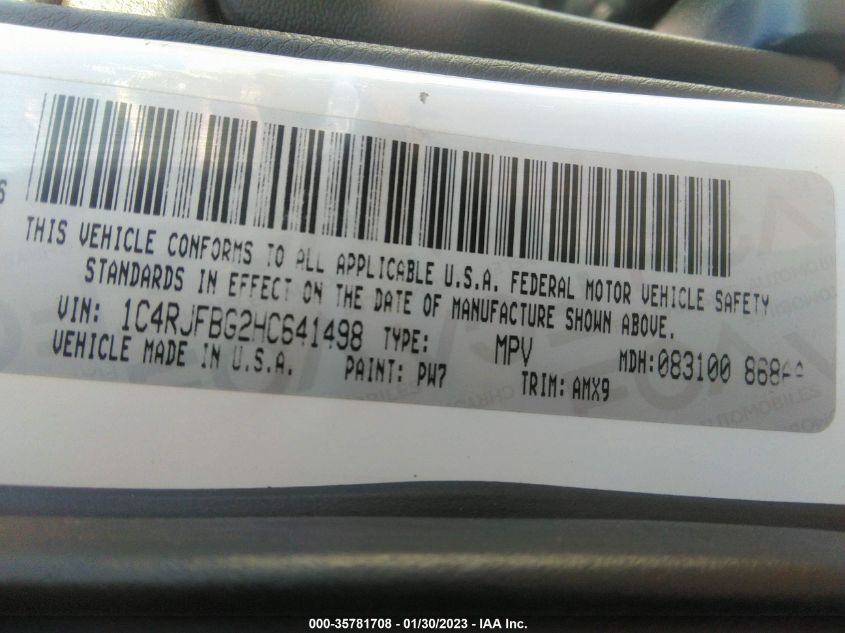 6
THIS VEHICLE CONFORMS TO ALL APPLICABLE U.S.A. FEDERAL MOTOR VEHICLE SAFETY
STANDARDS IN EFFECT ON THE DATE OF MANUFACTURE SHOWN ABOVE.
VIN: 1C4RJFBG2HC641498 TYPE: MPV MDH:083100
VEHICLE MADE IN U.S.A. PAINT: PW7 TRIM: AMX9
AUTOMOBILES
000-35781708 - 01/30/2023 - IAA Inc.